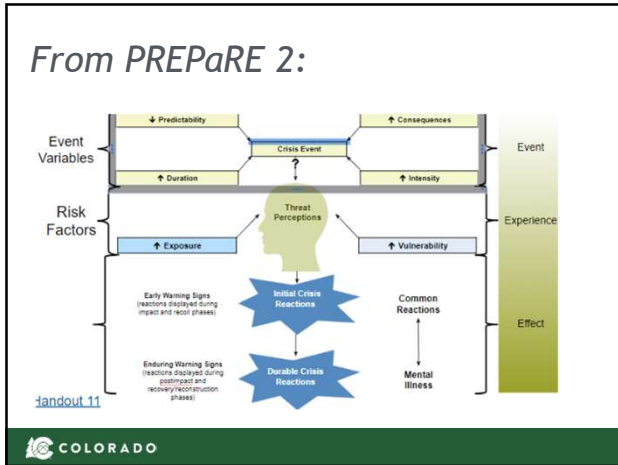 From PREPaRE 2:
↓ Predictability
↑ Consequences
Event
Variables
Crisis Event
Event
?
↑ Duration
↑ Intensity
Risk
Factors
Threat
Perceptions
Experience
↑ Exposure
↑ Vulnerability
Early Warning Signs
(reactions displayed during
impact and recoil phases)
Initial Crisis
Reactions
Common
Reactions
Effect
Enduring Warning Signs
(reactions displayed during
postimpact and
recovery/reconstruction
phases)
Durable Crisis
Reactions
Mental
Illness
Handout 11
COLORADO